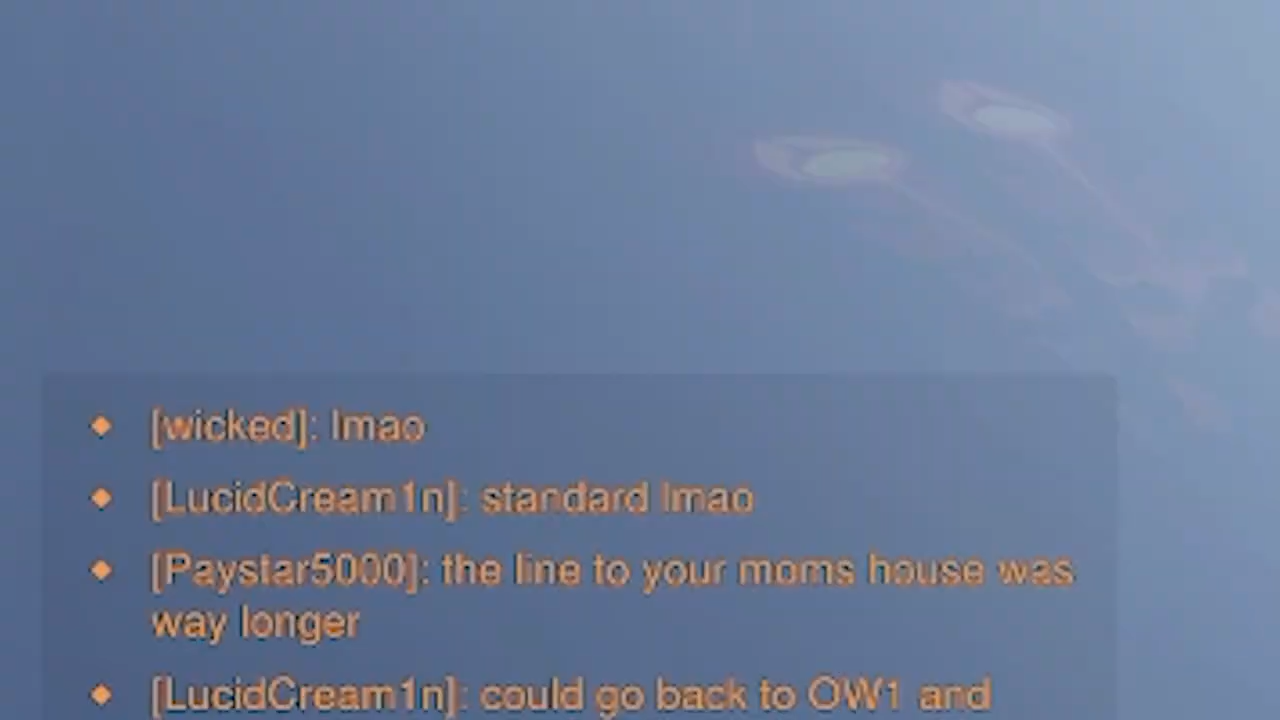 [wicked]: lmao
[LucidCream1n]: standard lmao
[Paystar5000]: the line to your moms house was
way longer
[LucidCream1n]: could go back to OW1 and